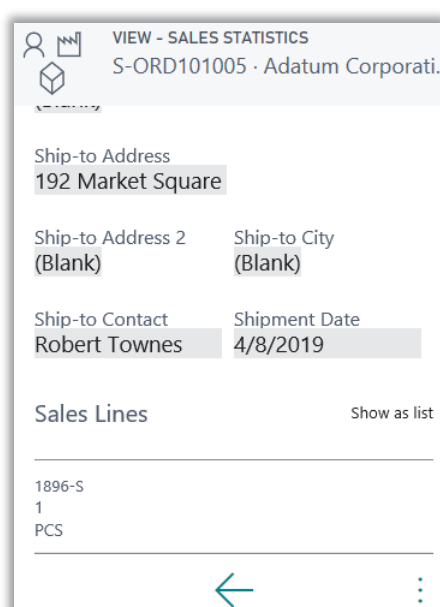 VIEW - SALES STATISTICS
S-ORD101005 · Adatum Corporati.
(Blank)
Ship-to Address
192 Market Square
Ship-to Address 2 Ship-to City
(Blank) (Blank)
Ship-to Contact Shipment Date
Robert Townes 4/8/2019
Sales Lines Show as list
1896-S
1
PCS